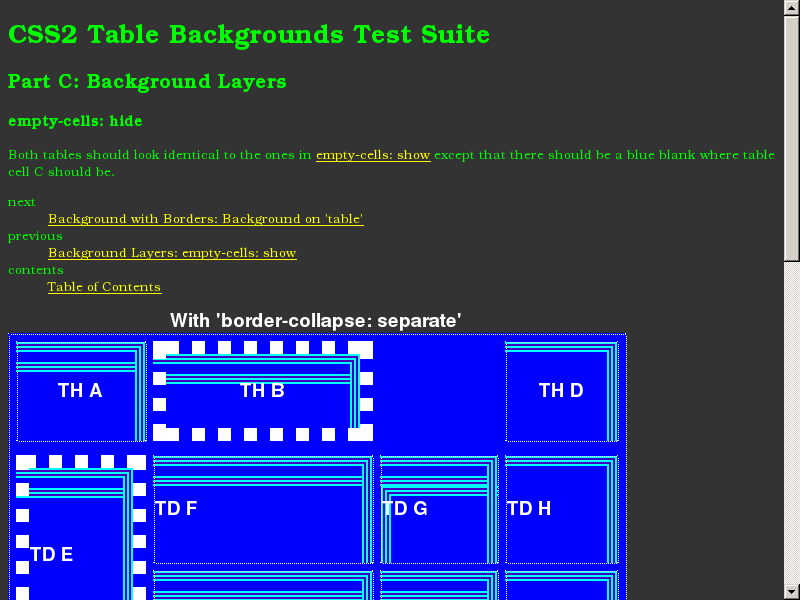 CSS2 Table Backgrounds Test Suite
Part C: Background Layers
empty-cells: hide
Both tables should look identical to the ones in empty-cells: show except that there should be a blue blank where table
cell C should be.
next
Background with Borders: Background on 'table'
previous
Background Layers: empty-cells: show
contents
Table of Contents
With 'border-collapse: separate'
TH A
TH B
TH D
TD E
TD F
TD G
TD H